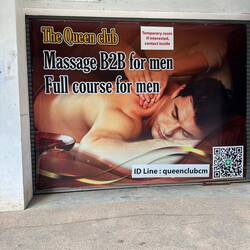 The Queen club
Temporary room
If interested,
contact inside
Massage B2B for men
Full course for men
ID Line : queenclubcm